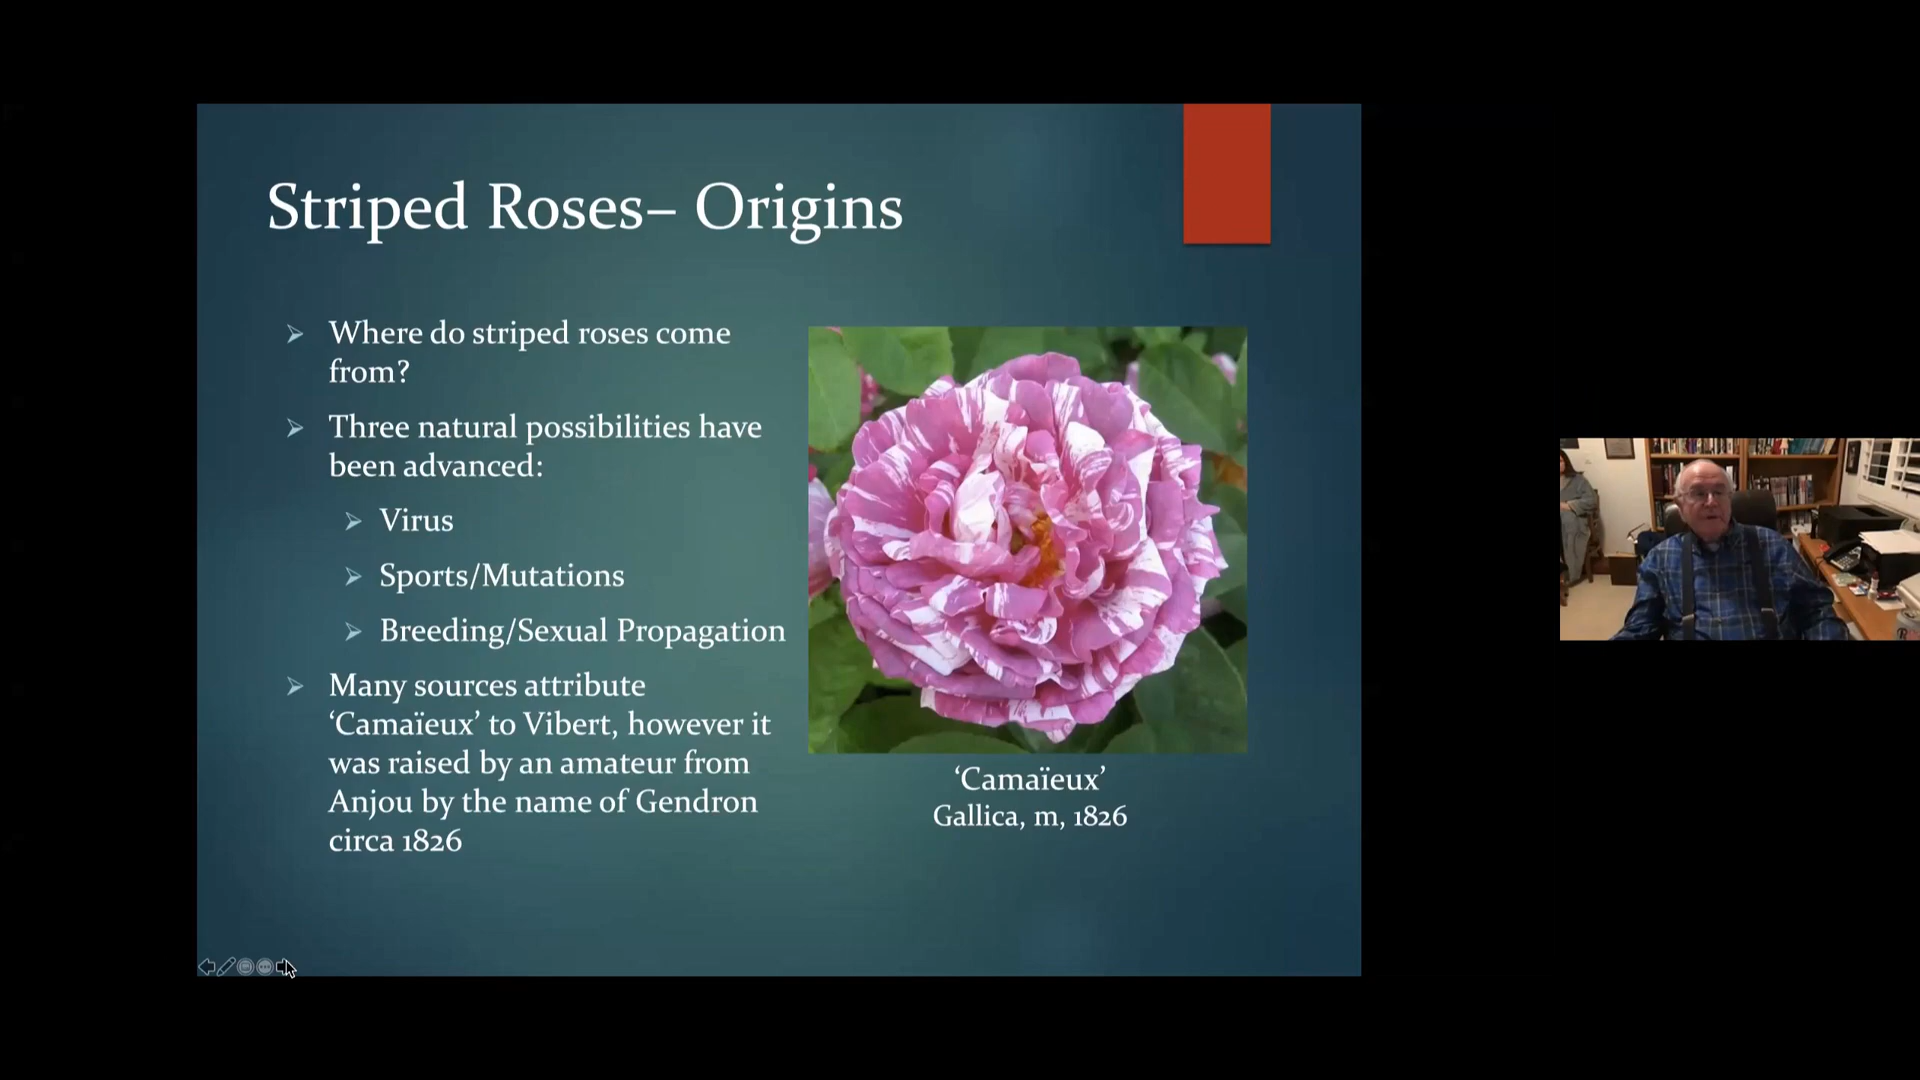 Striped Roses– Origins
Where do striped roses come
from?
Three natural possibilities have
been advanced:
Virus
Sports/Mutations
Breeding/Sexual Propagation
Many sources attribute
‘Camaïeux’ to Vibert, however it
was raised by an amateur from
Anjou by the name of Gendron
circa 1826
‘Camaïeux’
Gallica, m, 1826